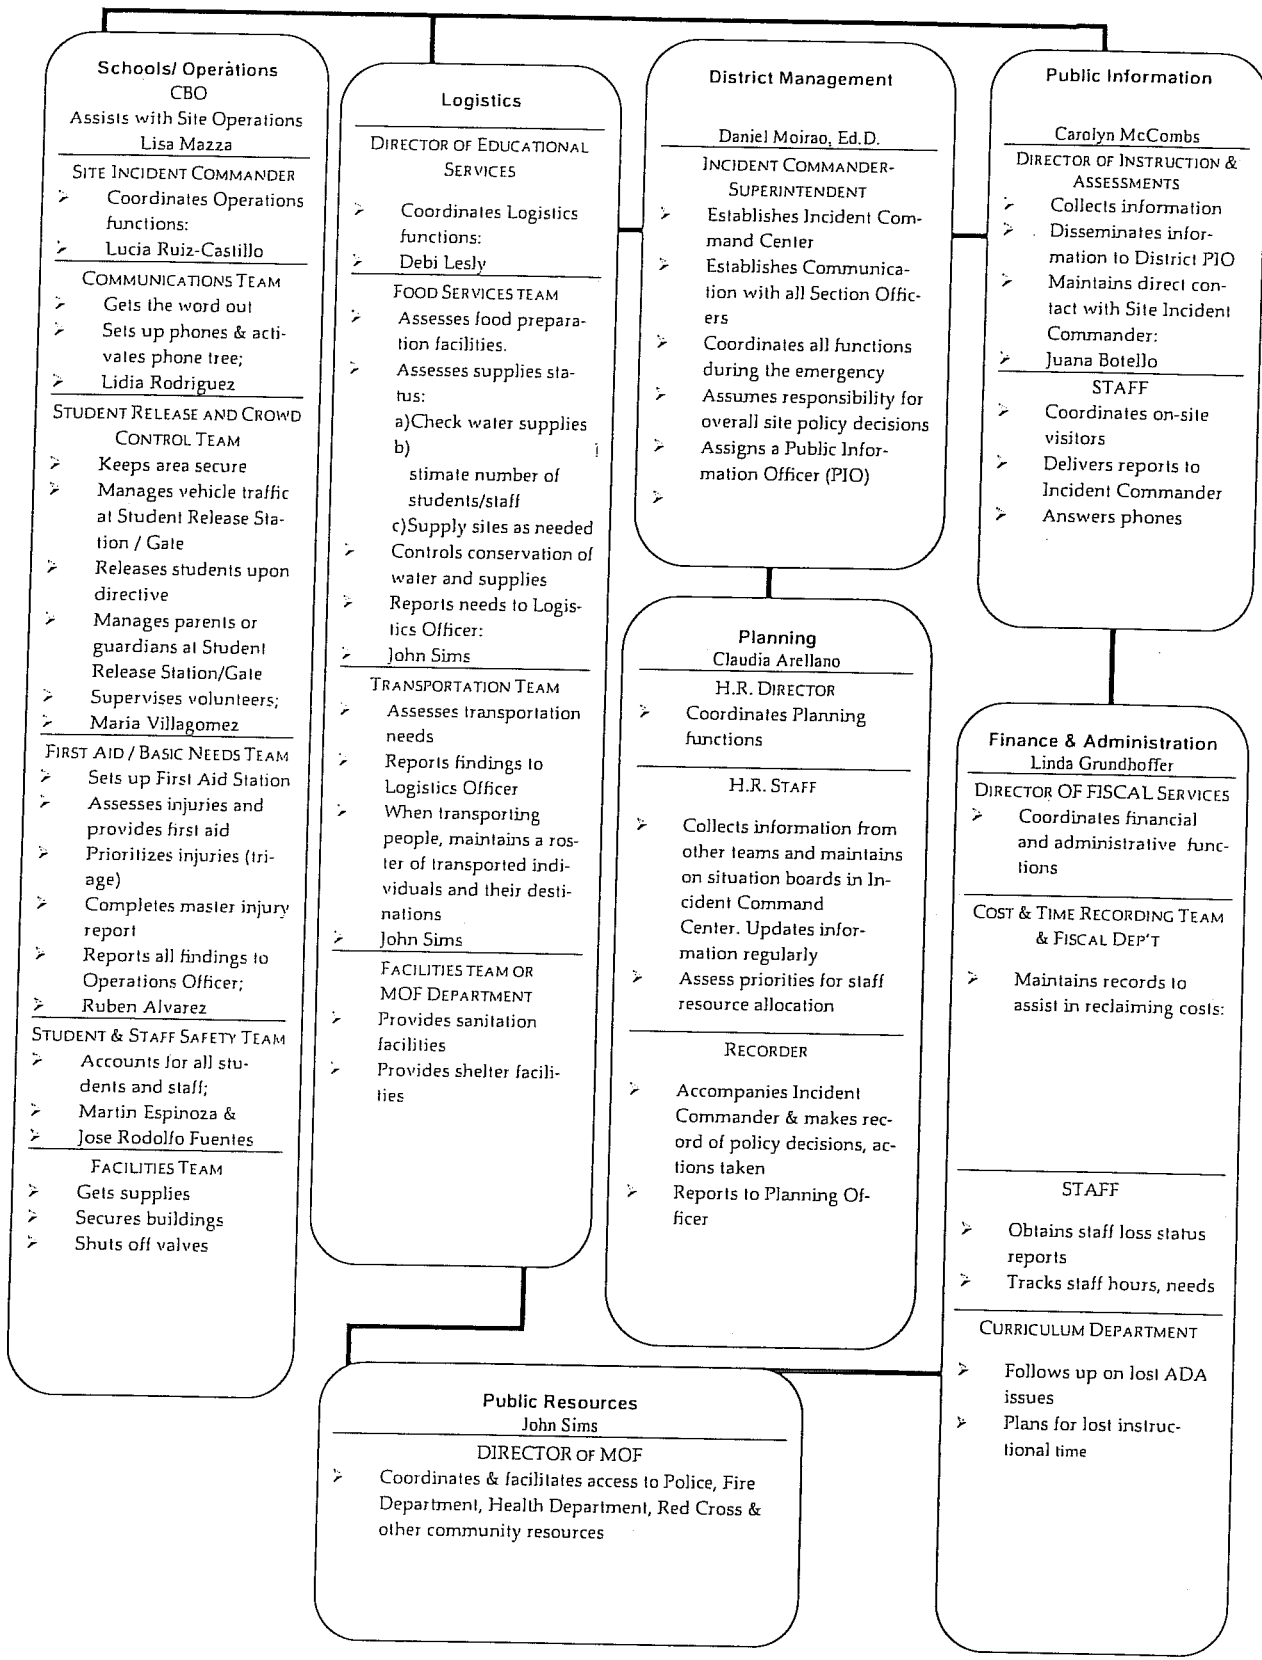 Schools/ Operations
CBO
Assists with Site Operations
Lisa Mazza
SITE INCIDENT COMMANDER
➢ Coordinates Operations
functions:
➢ Lucia Ruiz-Castillo
COMMUNICATIONS TEAM
➢ Gets the word out
➢ Sets up phones & acti-
vates phone tree;
➢ Lidia Rodriguez
STUDENT RELEASE AND CROWD
CONTROL TEAM
➢ Keeps area secure
➢ Manages vehicle traffic
at Student Release Sta-
tion / Gate
➢ Releases students upon
directive
➢ Manages parents or
guardians at Student
Release Station/Gate
➢ Supervises volunteers;
➢ Maria Villagomez
FIRST AID / BASIC NEEDS TEAM
➢ Sets up First Aid Station
➢ Assesses injuries and
provides first aid
➢ Prioritizes injuries (tri-
age)
➢ Completes master injury
report
➢ Reports all findings to
Operations Officer;
➢ Ruben Alvarez
STUDENT & STAFF SAFETY TEAM
➢ Accounts for all stu-
dents and staff;
➢ Martin Espinoza &
➢ Jose Rodolfo Fuentes
FACILITIES TEAM
➢ Gets supplies
➢ Secures buildings
➢ Shuts off valves
Logistics
DIRECTOR OF EDUCATIONAL
SERVICES
➢ Coordinates Logistics
functions:
➢ Debi Lesly
FOOD SERVICES TEAM
➢ Assesses food prepara-
tion facilities.
➢ Assesses supplies sta-
tus:
a)Check water supplies
b)
stimate number of
students/staff
c)Supply sites as needed
➢ Controls conservation of
water and supplies
➢ Reports needs to Logis-
tics Officer:
➢ John Sims
TRANSPORTATION TEAM
➢ Assesses transportation
needs
➢ Reports findings to
Logistics Officer
➢ When transporting
people, maintains a ros-
ter of transported indi-
viduals and their desti-
nations
➢ John Sims
FACILITIES TEAM OR
MOF DEPARTMENT
➢ Provides sanitation
facilities
➢ Provides shelter facili-
ties
District Management
Daniel Moirao, Ed.D.
INCIDENT COMMANDER-
SUPERINTENDENT
➢ Establishes Incident Com-
mand Center
➢ Establishes Communica-
tion with all Section Offic-
ers
➢ Coordinates all functions
during the emergency
➢ Assumes responsibility for
overall site policy decisions
➢ Assigns a Public Infor-
mation Officer (PIO)
➢
Public Information
Carolyn McCombs
DIRECTOR OF INSTRUCTION &
ASSESSMENTS
➢ Collects information
➢ Disseminates infor-
mation to District PIO
➢ Maintains direct con-
tact with Site Incident
Commander:
➢ Juana Botello
STAFF
➢ Coordinates on-site
visitors
➢ Delivers reports to
Incident Commander
➢ Answers phones
Planning
Claudia Arellano
H.R. DIRECTOR
➢ Coordinates Planning
functions
H.R. STAFF
➢ Collects information from
other teams and maintains
on situation boards in In-
cident Command
Center. Updates infor-
mation regularly
➢ Assess priorities for staff
resource allocation
RECORDER
➢ Accompanies Incident
Commander & makes rec-
ord of policy decisions, ac-
tions taken
➢ Reports to Planning Of-
ficer
Finance & Administration
Linda Grundhoffer
DIRECTOR OF FISCAL SERVICES
➢ Coordinates financial
and administrative func-
tions
COST & TIME RECORDING TEAM
& FISCAL DEP'T
➢ Maintains records to
assist in reclaiming costs:
STAFF
➢ Obtains staff loss status
reports
➢ Tracks staff hours, needs
CURRICULUM DEPARTMENT
➢ Follows up on lost ADA
issues
➢ Plans for lost instruc-
tional time
Public Resources
John Sims
DIRECTOR OF MOF
➢ Coordinates & facilitates access to Police, Fire
Department, Health Department, Red Cross &
other community resources